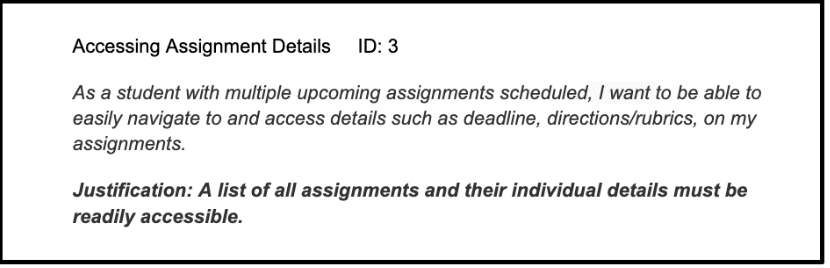 Accessing Assignment Details ID: 3
As a student with multiple upcoming assignments scheduled, I want to be able to
easily navigate to and access details such as deadline, directions/rubrics, on my
assignments.
Justification: A list of all assignments and their individual details must be
readily accessible.